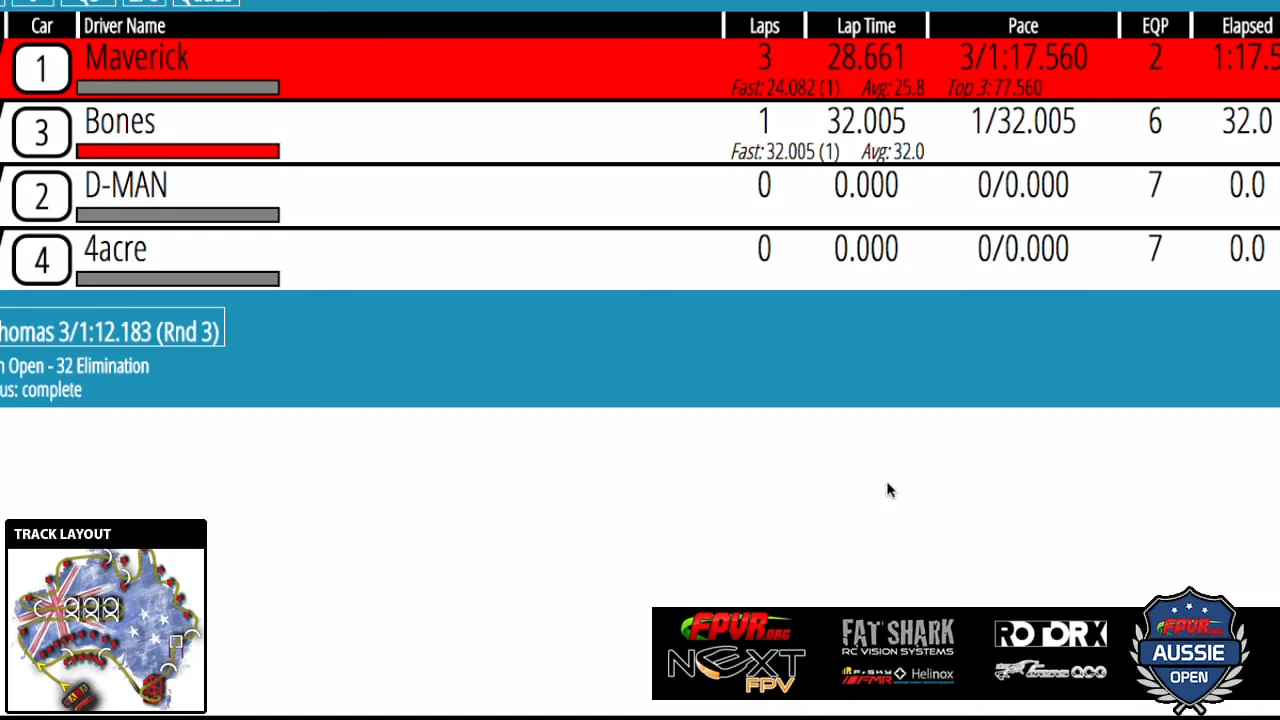 Car Driver Name Laps Lap Time Pace EQP Elapsed
1 Maverick 3 28.661 3/1:17.560 2 1:17.5
Fast: 24.082 (1) Avg: 25.8 Top 3: 77.560
3 Bones 1 32.005 1/32.005 6 32.0
Fast: 32.005 (1) Avg: 32.0
2 D-MAN 0 0.000 0/0.000 7 0.0
4 4acre 0 0.000 0/0.000 7 0.0
homas 3/1:12.183 (Rnd 3)
n Open - 32 Elimination
us: complete
TRACK LAYOUT
FPVR.ORG
NEXT
FPV
FAT SHARK
RC VISION SYSTEMS
FMR Helinox
ROTORX
FPVR.ORG
AUSSIE
OPEN